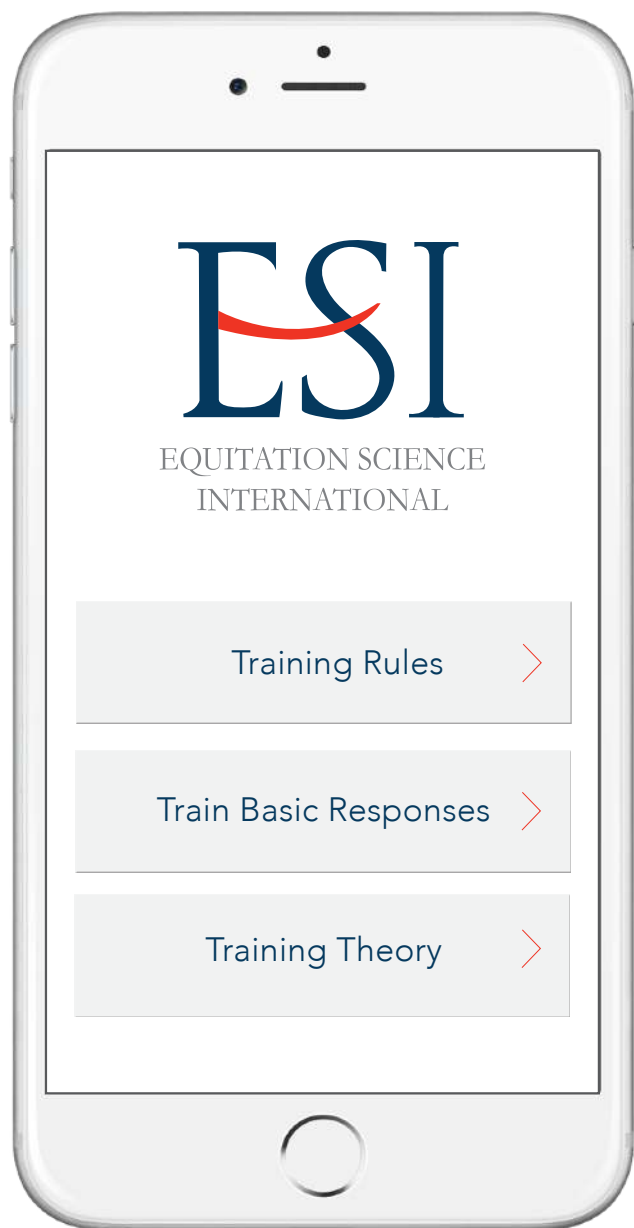 ESI
EQUITATION SCIENCE
INTERNATIONAL
Training Rules
Train Basic Responses
Training Theory